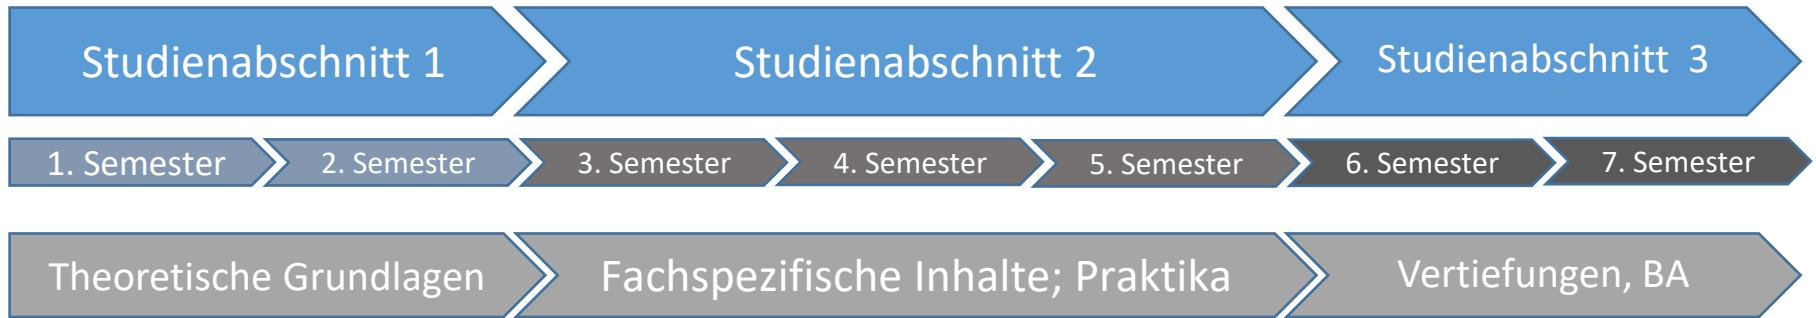 Studienabschnitt 1
Studienabschnitt 2
Studienabschnitt 3
1. Semester
2. Semester
3. Semester
4. Semester
5. Semester
6. Semester
7. Semester
Theoretische Grundlagen
Fachspezifische Inhalte; Praktika
Vertiefungen, BA